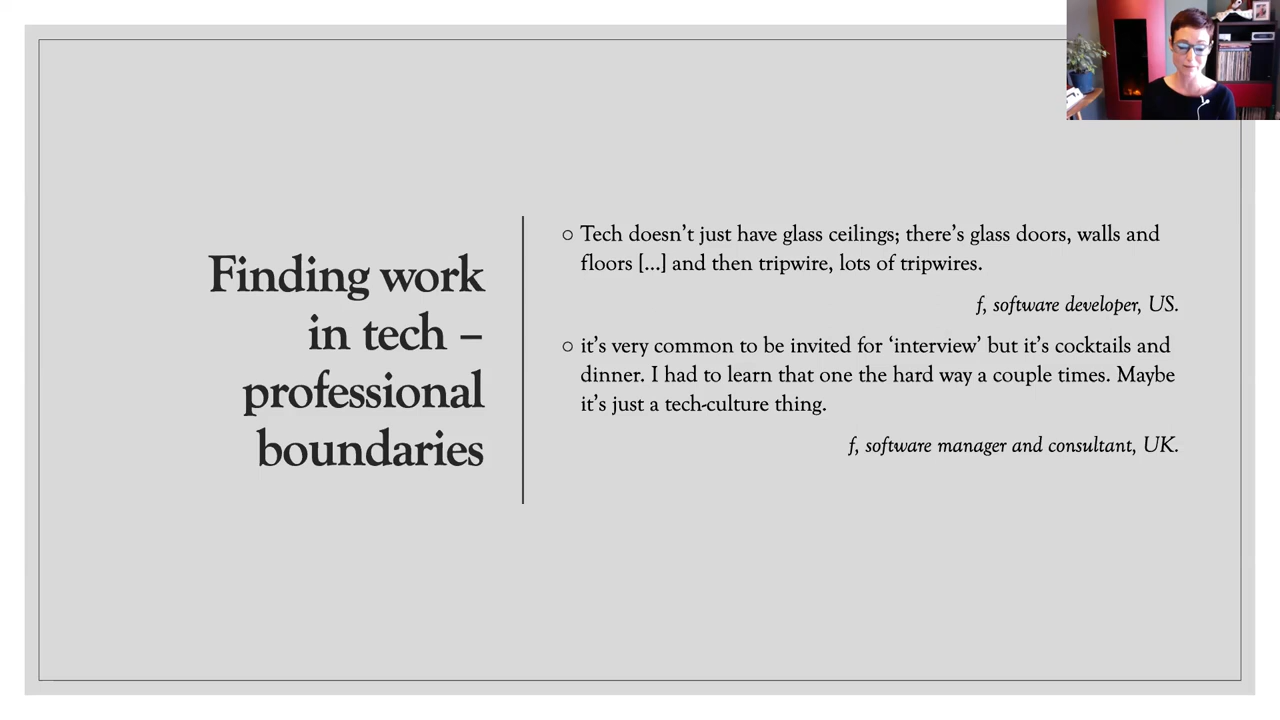 Finding work
in tech –
professional
boundaries
○ Tech doesn’t just have glass ceilings; there’s glass doors, walls and
floors [...] and then tripwire, lots of tripwires.
f, software developer, US.
○ it’s very common to be invited for ‘interview’ but it’s cocktails and
dinner. I had to learn that one the hard way a couple times. Maybe
it’s just a tech-culture thing.
f, software manager and consultant, UK.